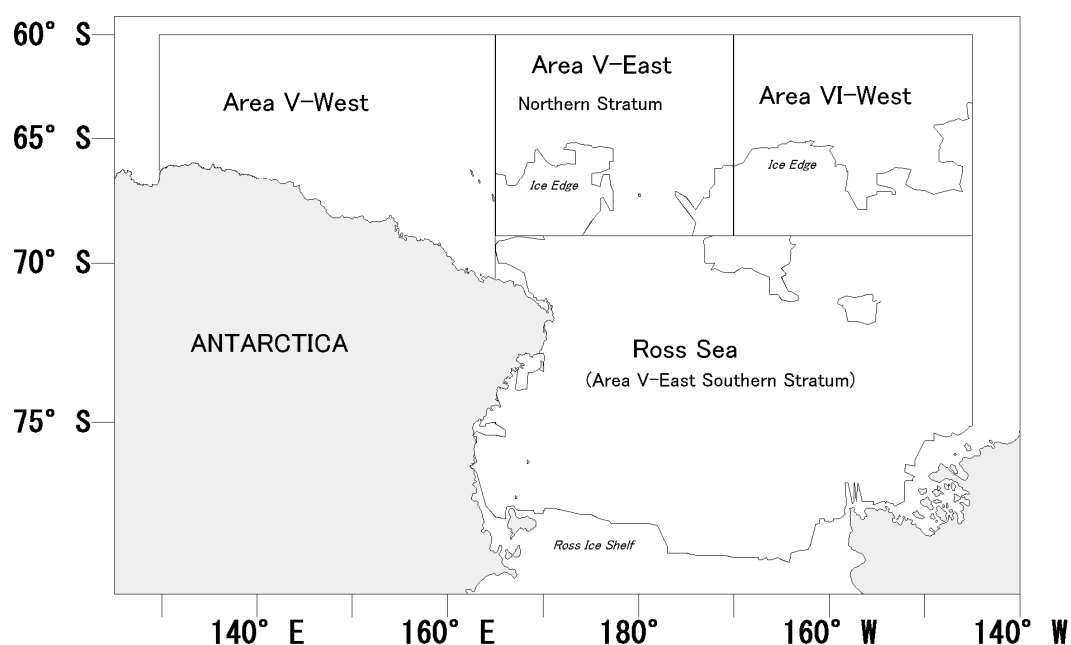 60° S
Area V-East
Area V-West
Northern Stratum
Area VI-West
65° S
Ice Edge
Ice Edge
70° S
ANTARCTICA
Ross Sea
(Area V-East Southern Stratum)
75° S
Ross Ice Shelf
140° E
160° E
180°
160° W
140° W